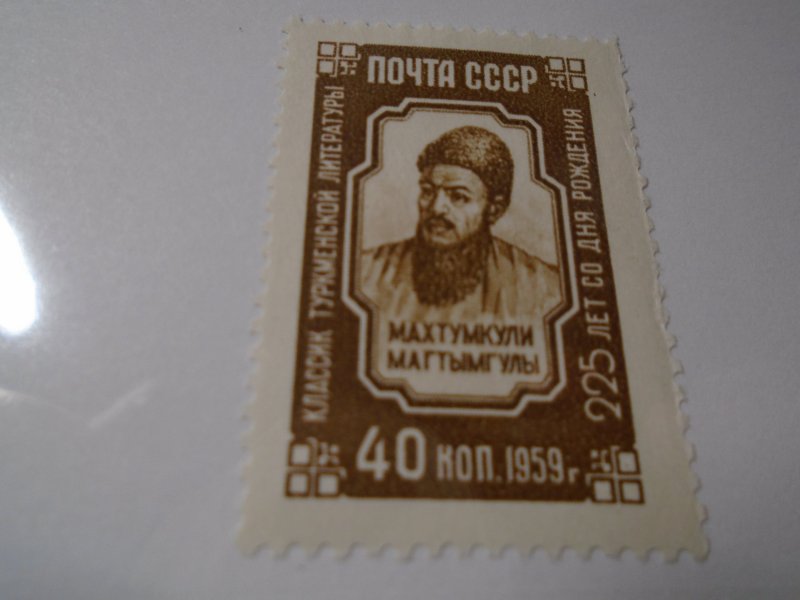 ПОЧТА СССР
КЛАССИК ТУРКМЕНСКОЙ ЛИТЕРАТУРЫ
225 ЛЕТ СО ДНЯ РОЖДЕНИЯ
МАХТУМКУЛИ
МАГТЫМГУЛЫ
40 КОП. 1959 г